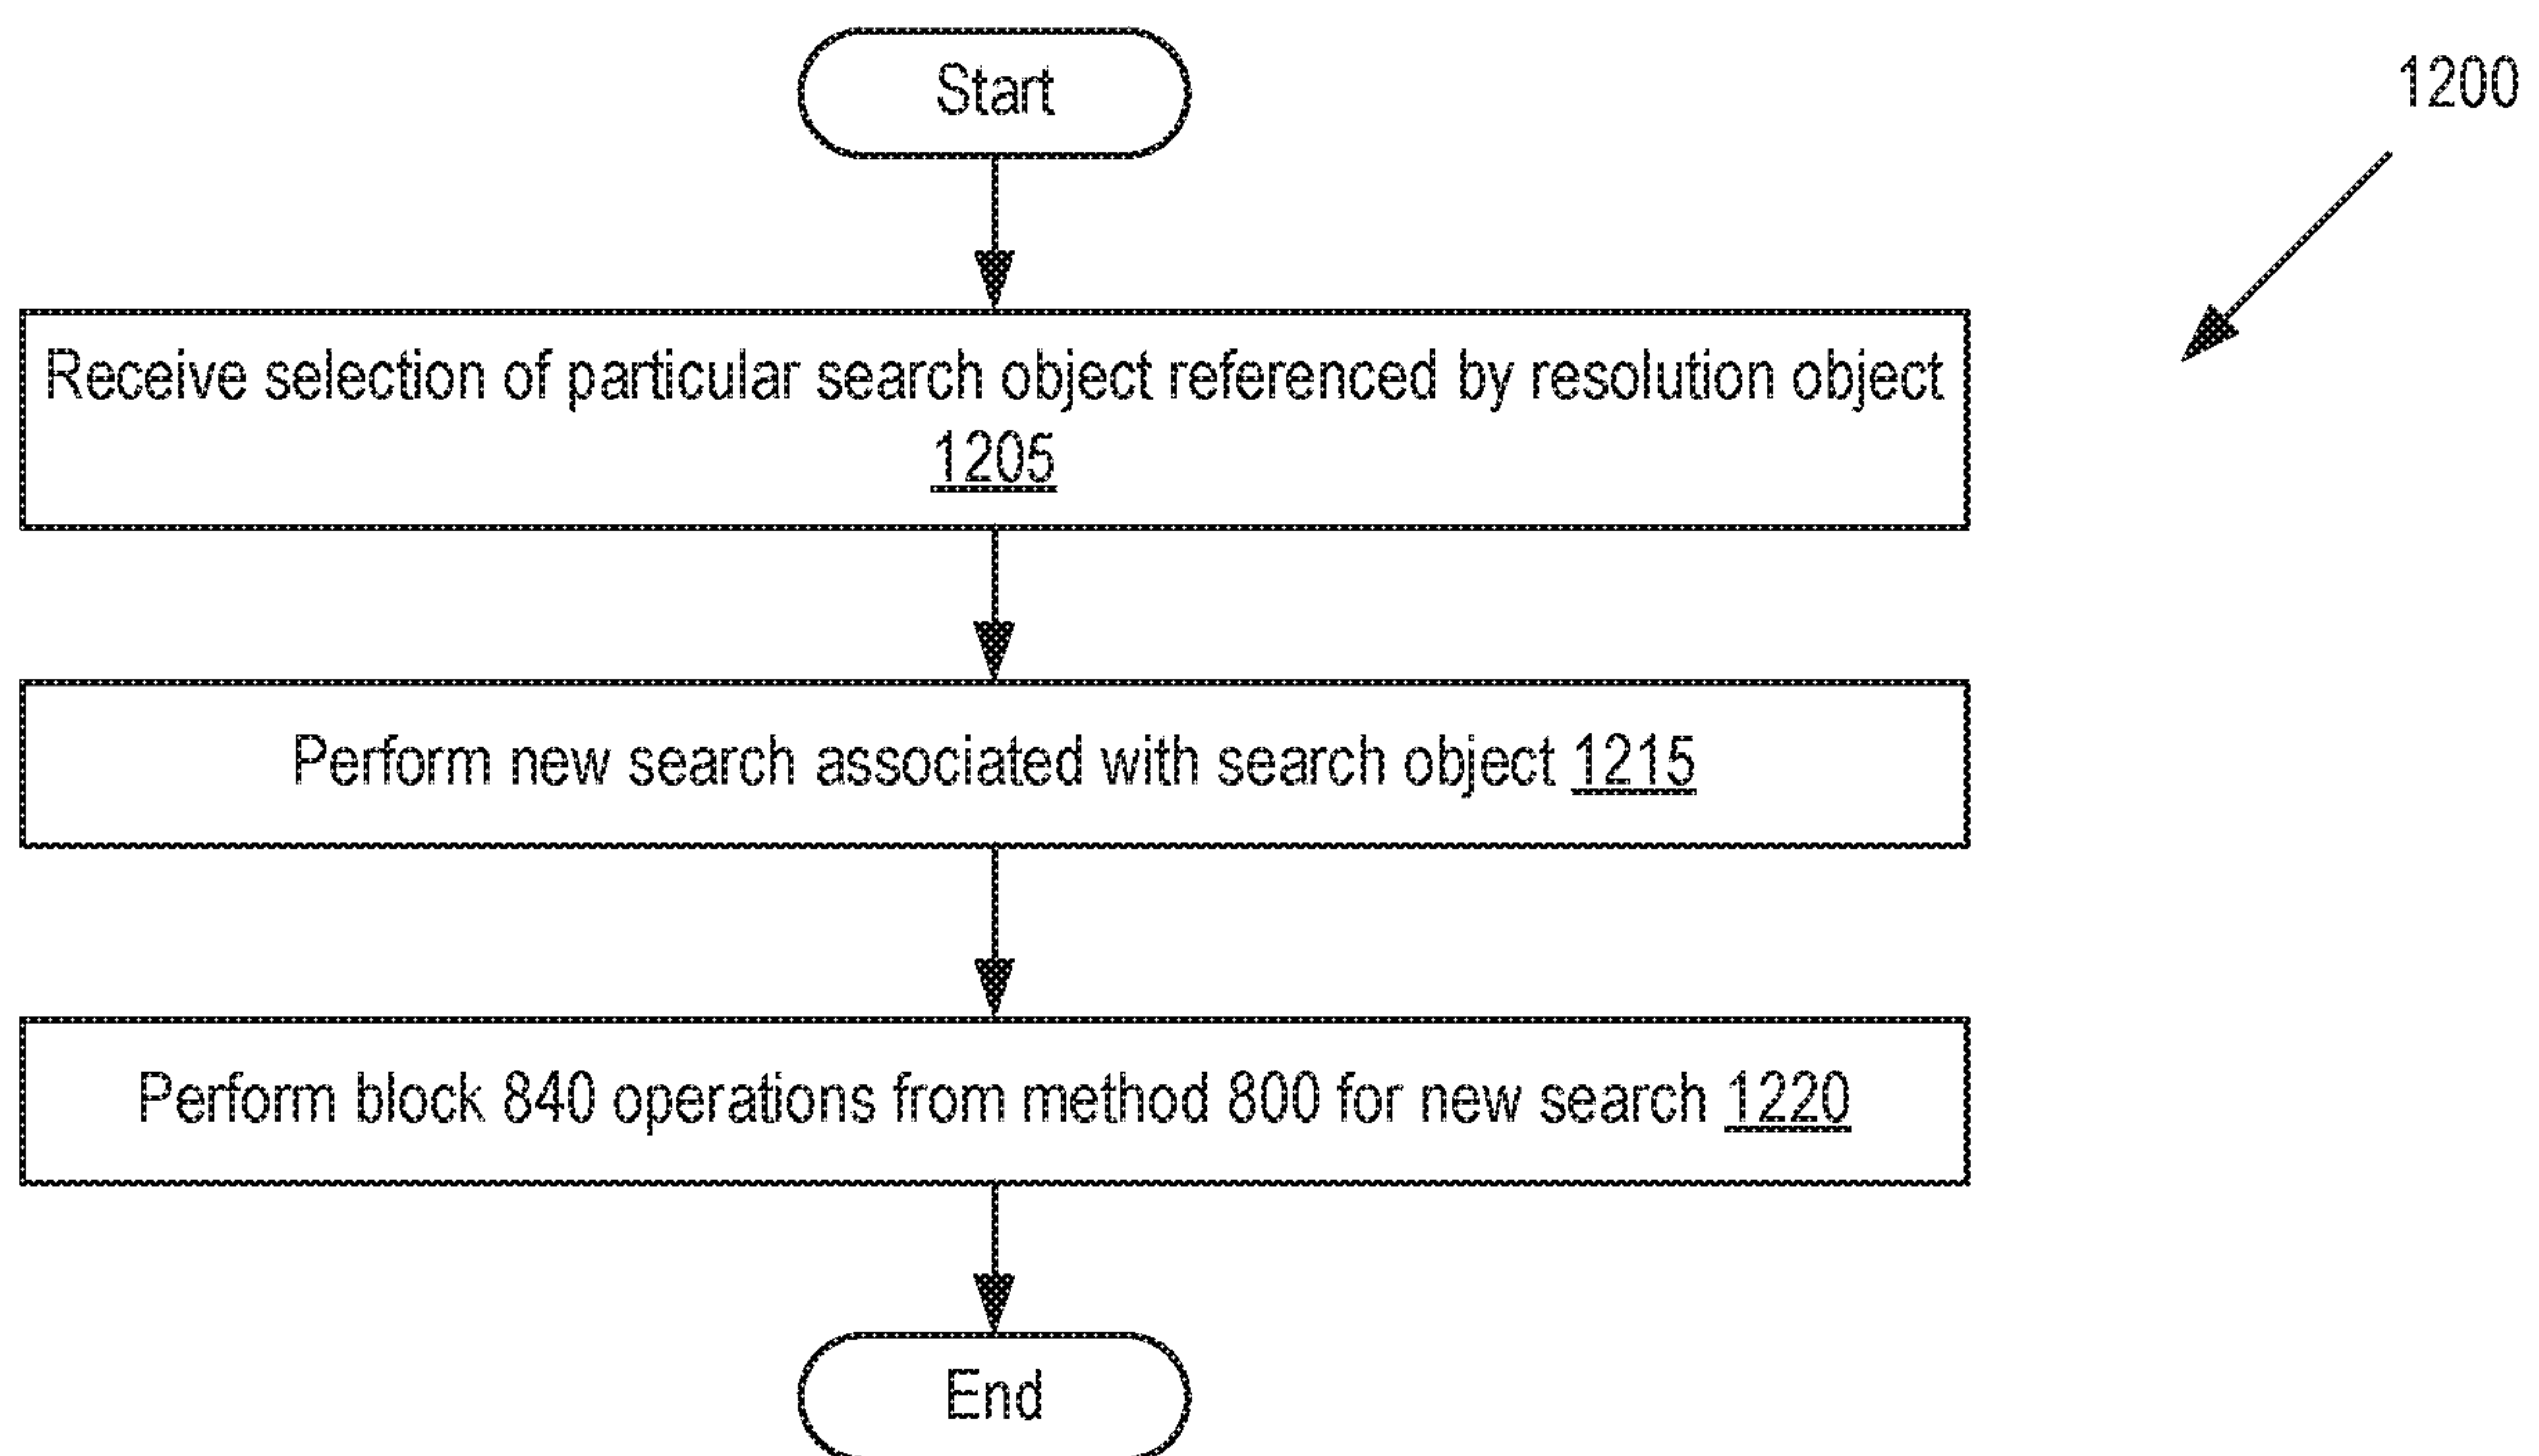 Start
1200
Receive selection of particular search object referenced by resolution object
1205
Perform new search associated with search object 1215
Perform block 840 operations from method 800 for new search 1220
End